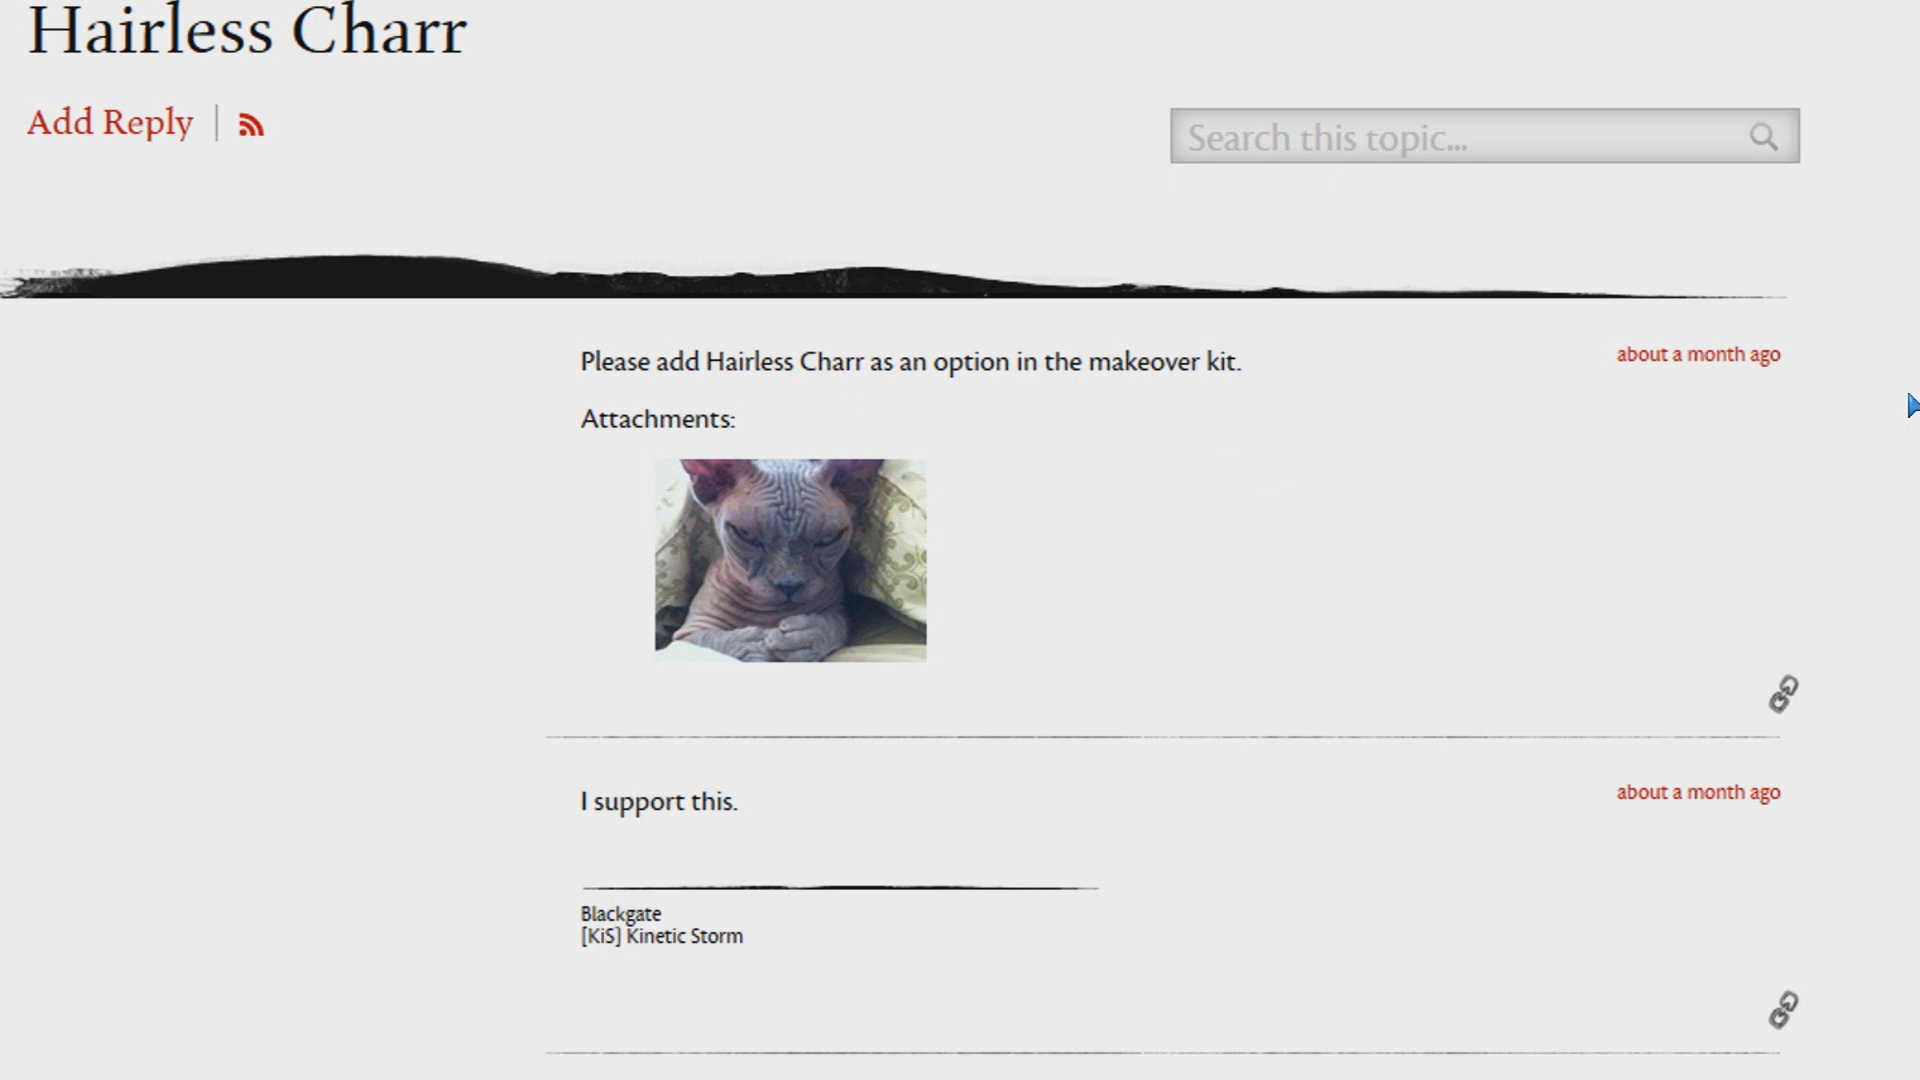 Hairless Charr
Add Reply
Search this topic...
Please add Hairless Charr as an option in the makeover kit.
about a month ago
Attachments:
I support this.
about a month ago
Blackgate
[KiS] Kinetic Storm